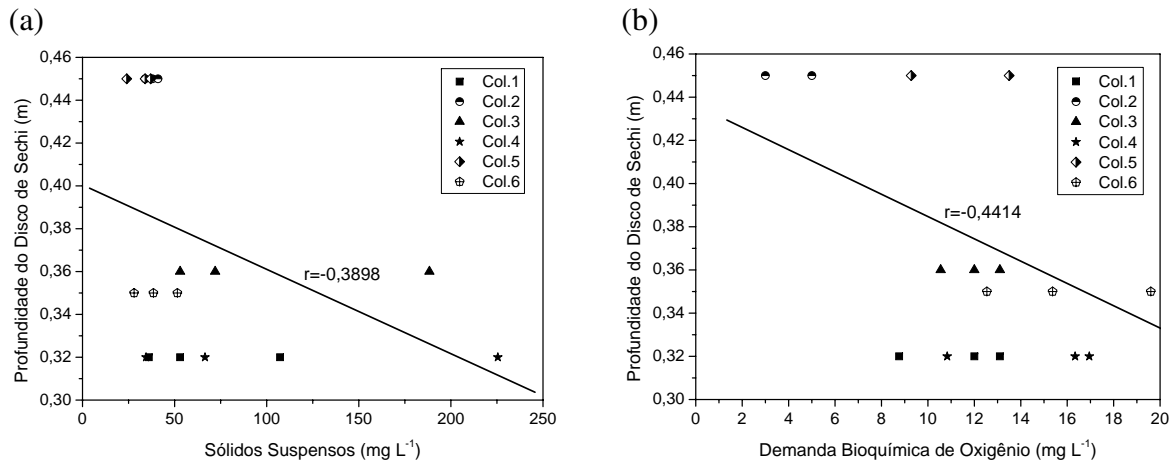 (a)
0,46
0,44
0,42
0,40
0,38
0,36
0,34
0,32
0,30
0
50
100
150
200
250
Profundidade do Disco de Sechi (m)
Sólidos Suspensos (mg L-1)
r=-0,3898
Col.1
Col.2
Col.3
Col.4
Col.5
Col.6
(b)
0,46
0,44
0,42
0,40
0,38
0,36
0,34
0,32
0,30
0
2
4
6
8
10
12
14
16
18
20
Profundidade do Disco de Sechi (m)
Demanda Bioquímica de Oxigênio (mg L-1)
r=-0,4414
Col.1
Col.2
Col.3
Col.4
Col.5
Col.6